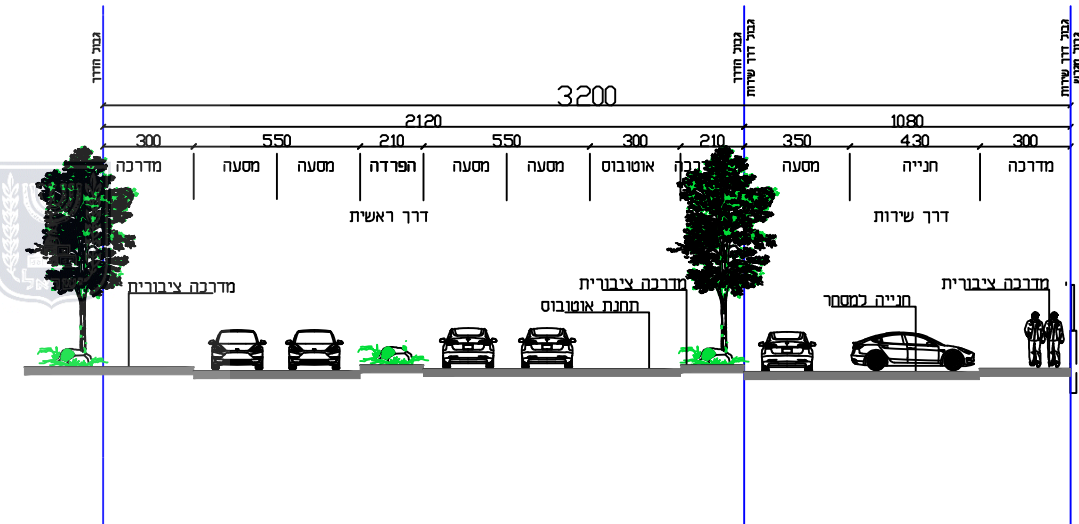 גבול הדרך
גבול הדרך
גבול דרך שירות
גבול דרך שירות
3200
2120 1080
300 550 210 550 300 210 350 430 300
מדרכה מסעה מסעה הפרדה מסעה מסעה אוטובוס מסעה חנייה מדרכה
דרך ראשית דרך שירות
מדרכה ציבורית
מדרכה ציבורית
מדרכה ציבורית
תחנת אוטובוס
חנייה למסחר